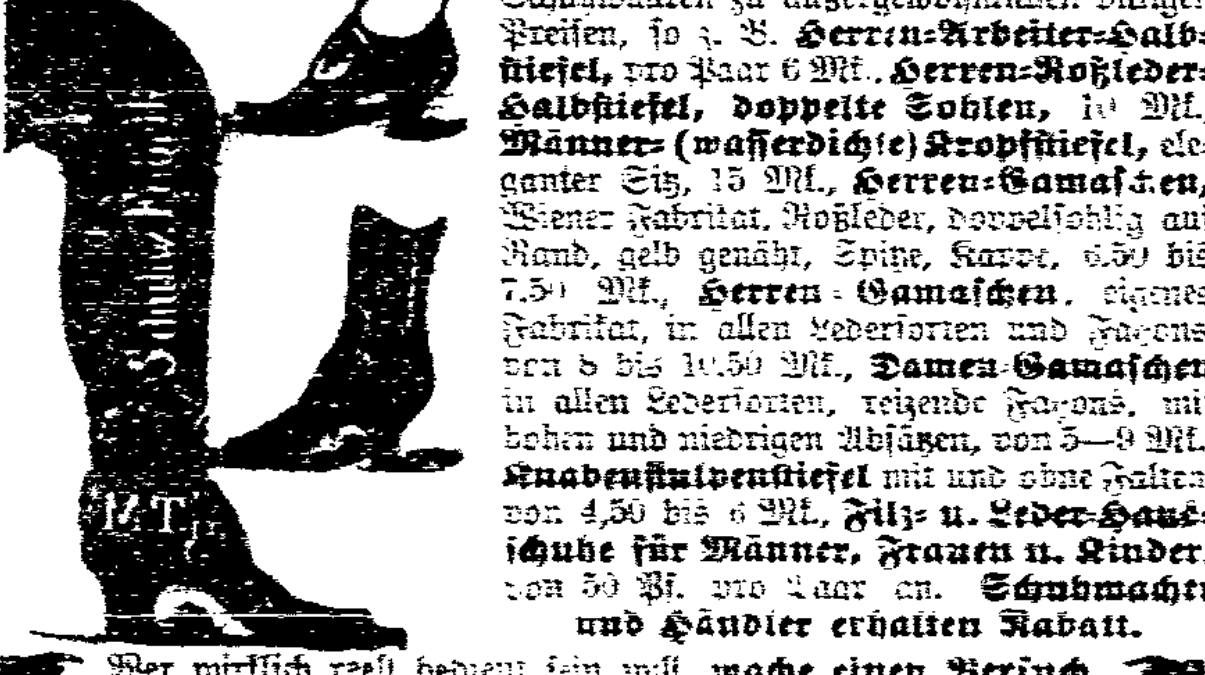 Preisen, so z. B. Herren=Arbeiter=Halb=
stiefel, pro Paar 6 Mk., Herren=Roßleder=
Halbstiefel, doppelte Sohlen, 10 Mk.,
Männer= (wasserdichte) Kropfstiefel, ele=
ganter Sitz, 15 Mk., Herren=Gamaschen,
Wiener Fabrikat, Roßleder, doppelsohlig auf
Rand, gelb genäht, Spitze, Kappe, 6.50 bis
7.50 Mk., Herren=Gamaschen, eigenes
Fabrikat, in allen Ledersorten und Façons
von 8 bis 10.50 Mk., Damen=Gamaschen
in allen Ledersorten, reizende Façons, mit
hohen und niedrigen Absätzen, von 5—9 Mk.
Knabenstulpenstiefel mit und ohne Falten
von 4,50 bis 6 Mk., Filz= u. Leder=Haus=
schuhe für Männer, Frauen u. Kinder,
von 50 Pf. pro Paar an. Schuhmacher
und Händler erhalten Rabatt.
Wer wirklich reell bedient sein will, mache einen Versuch.